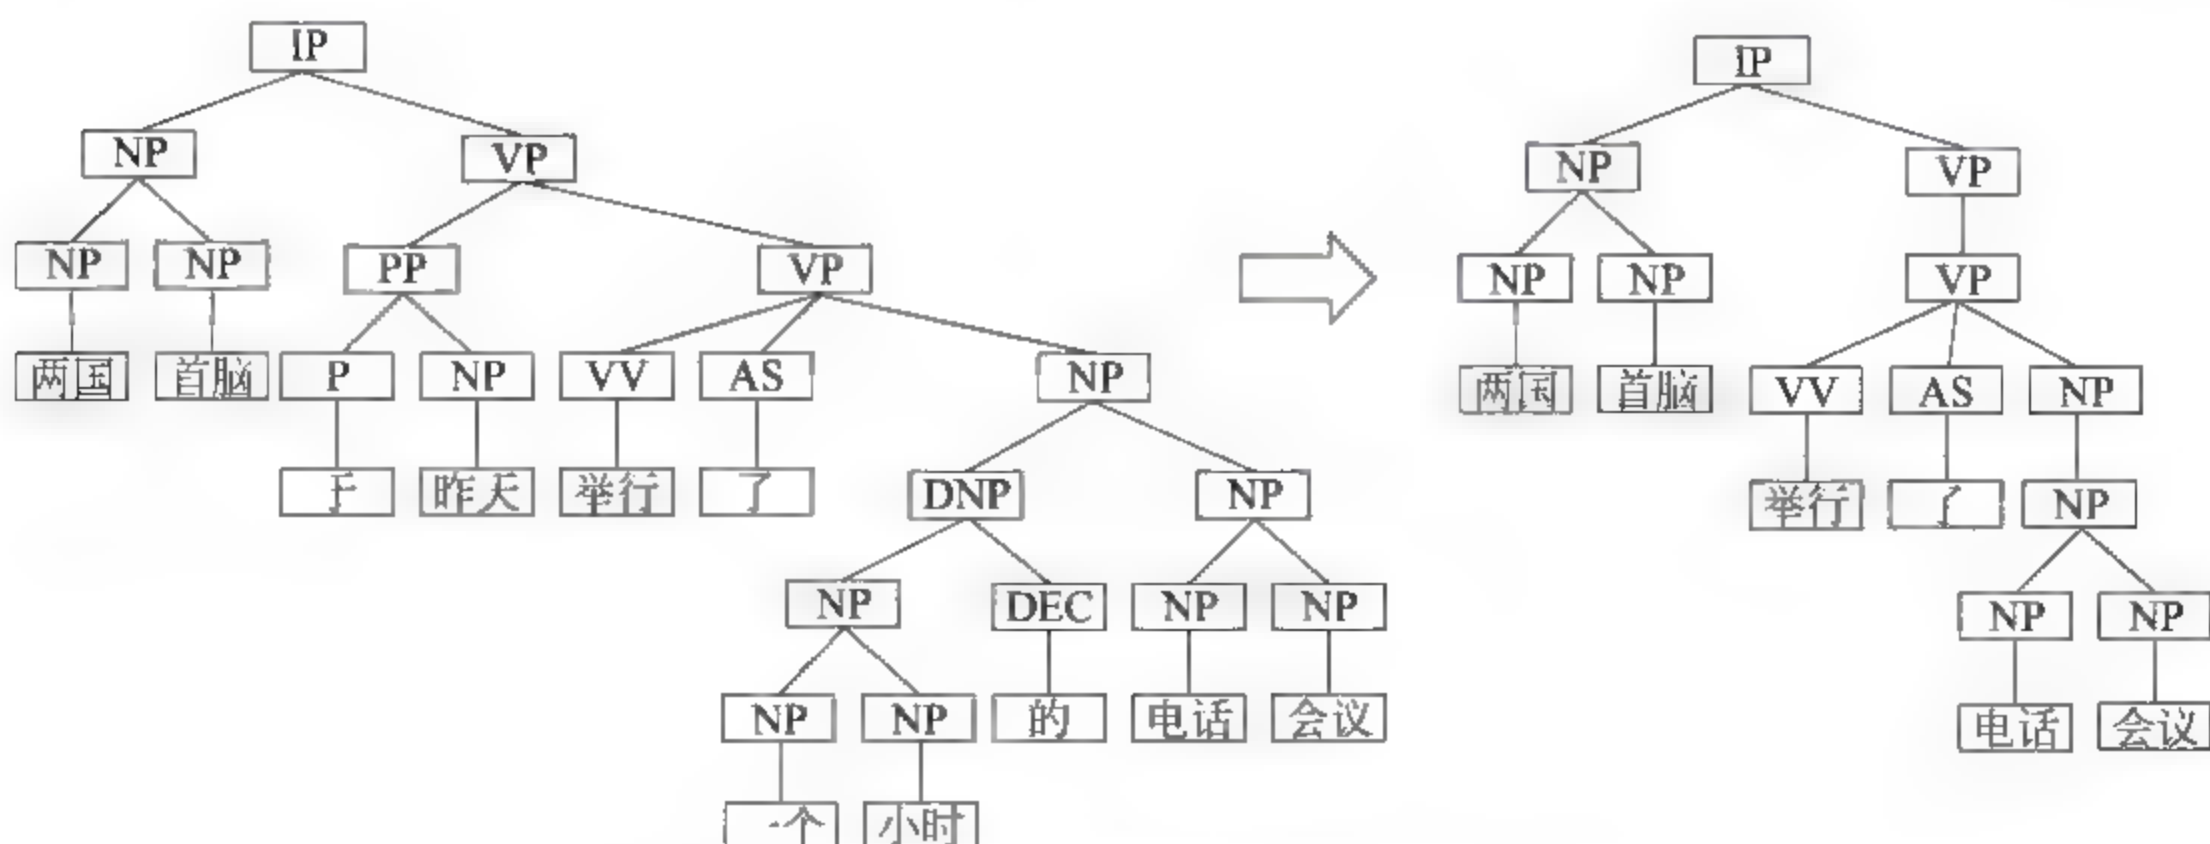 IP
IP
NP VP
NP VP
NP NP PP VP
NP NP VP
两国 首脑 P NP VV AS NP
两国 首脑 VV AS NP
于 昨天 举行 了 DNP NP
举行 了 NP
NP DEC NP NP
NP NP
NP NP 的 电话 会议
电话 会议
一个 小时